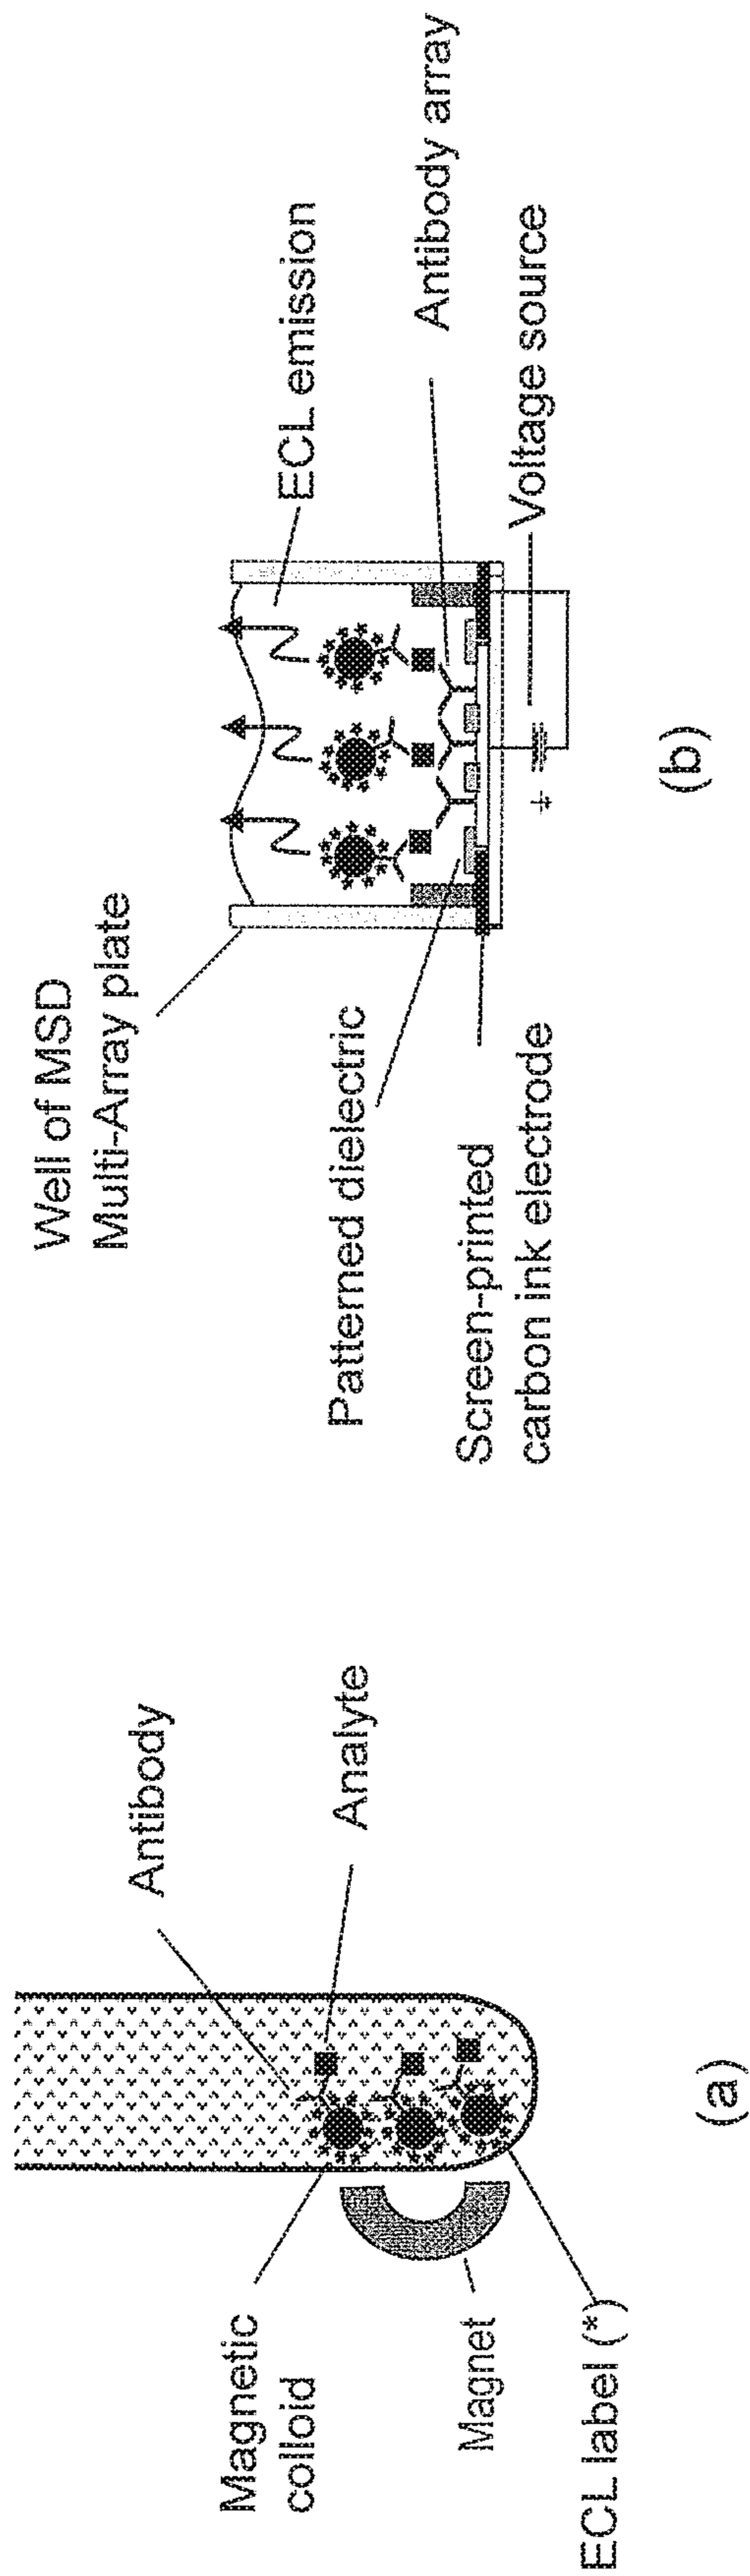 Magnetic
colloid
Antibody
Analyte
Magnet
ECL label (*)
(a)
Well of MSD
Multi-Array plate
ECL emission
Patterned dielectric
Antibody array
Screen-printed
carbon ink electrode
Voltage source
+
(b)